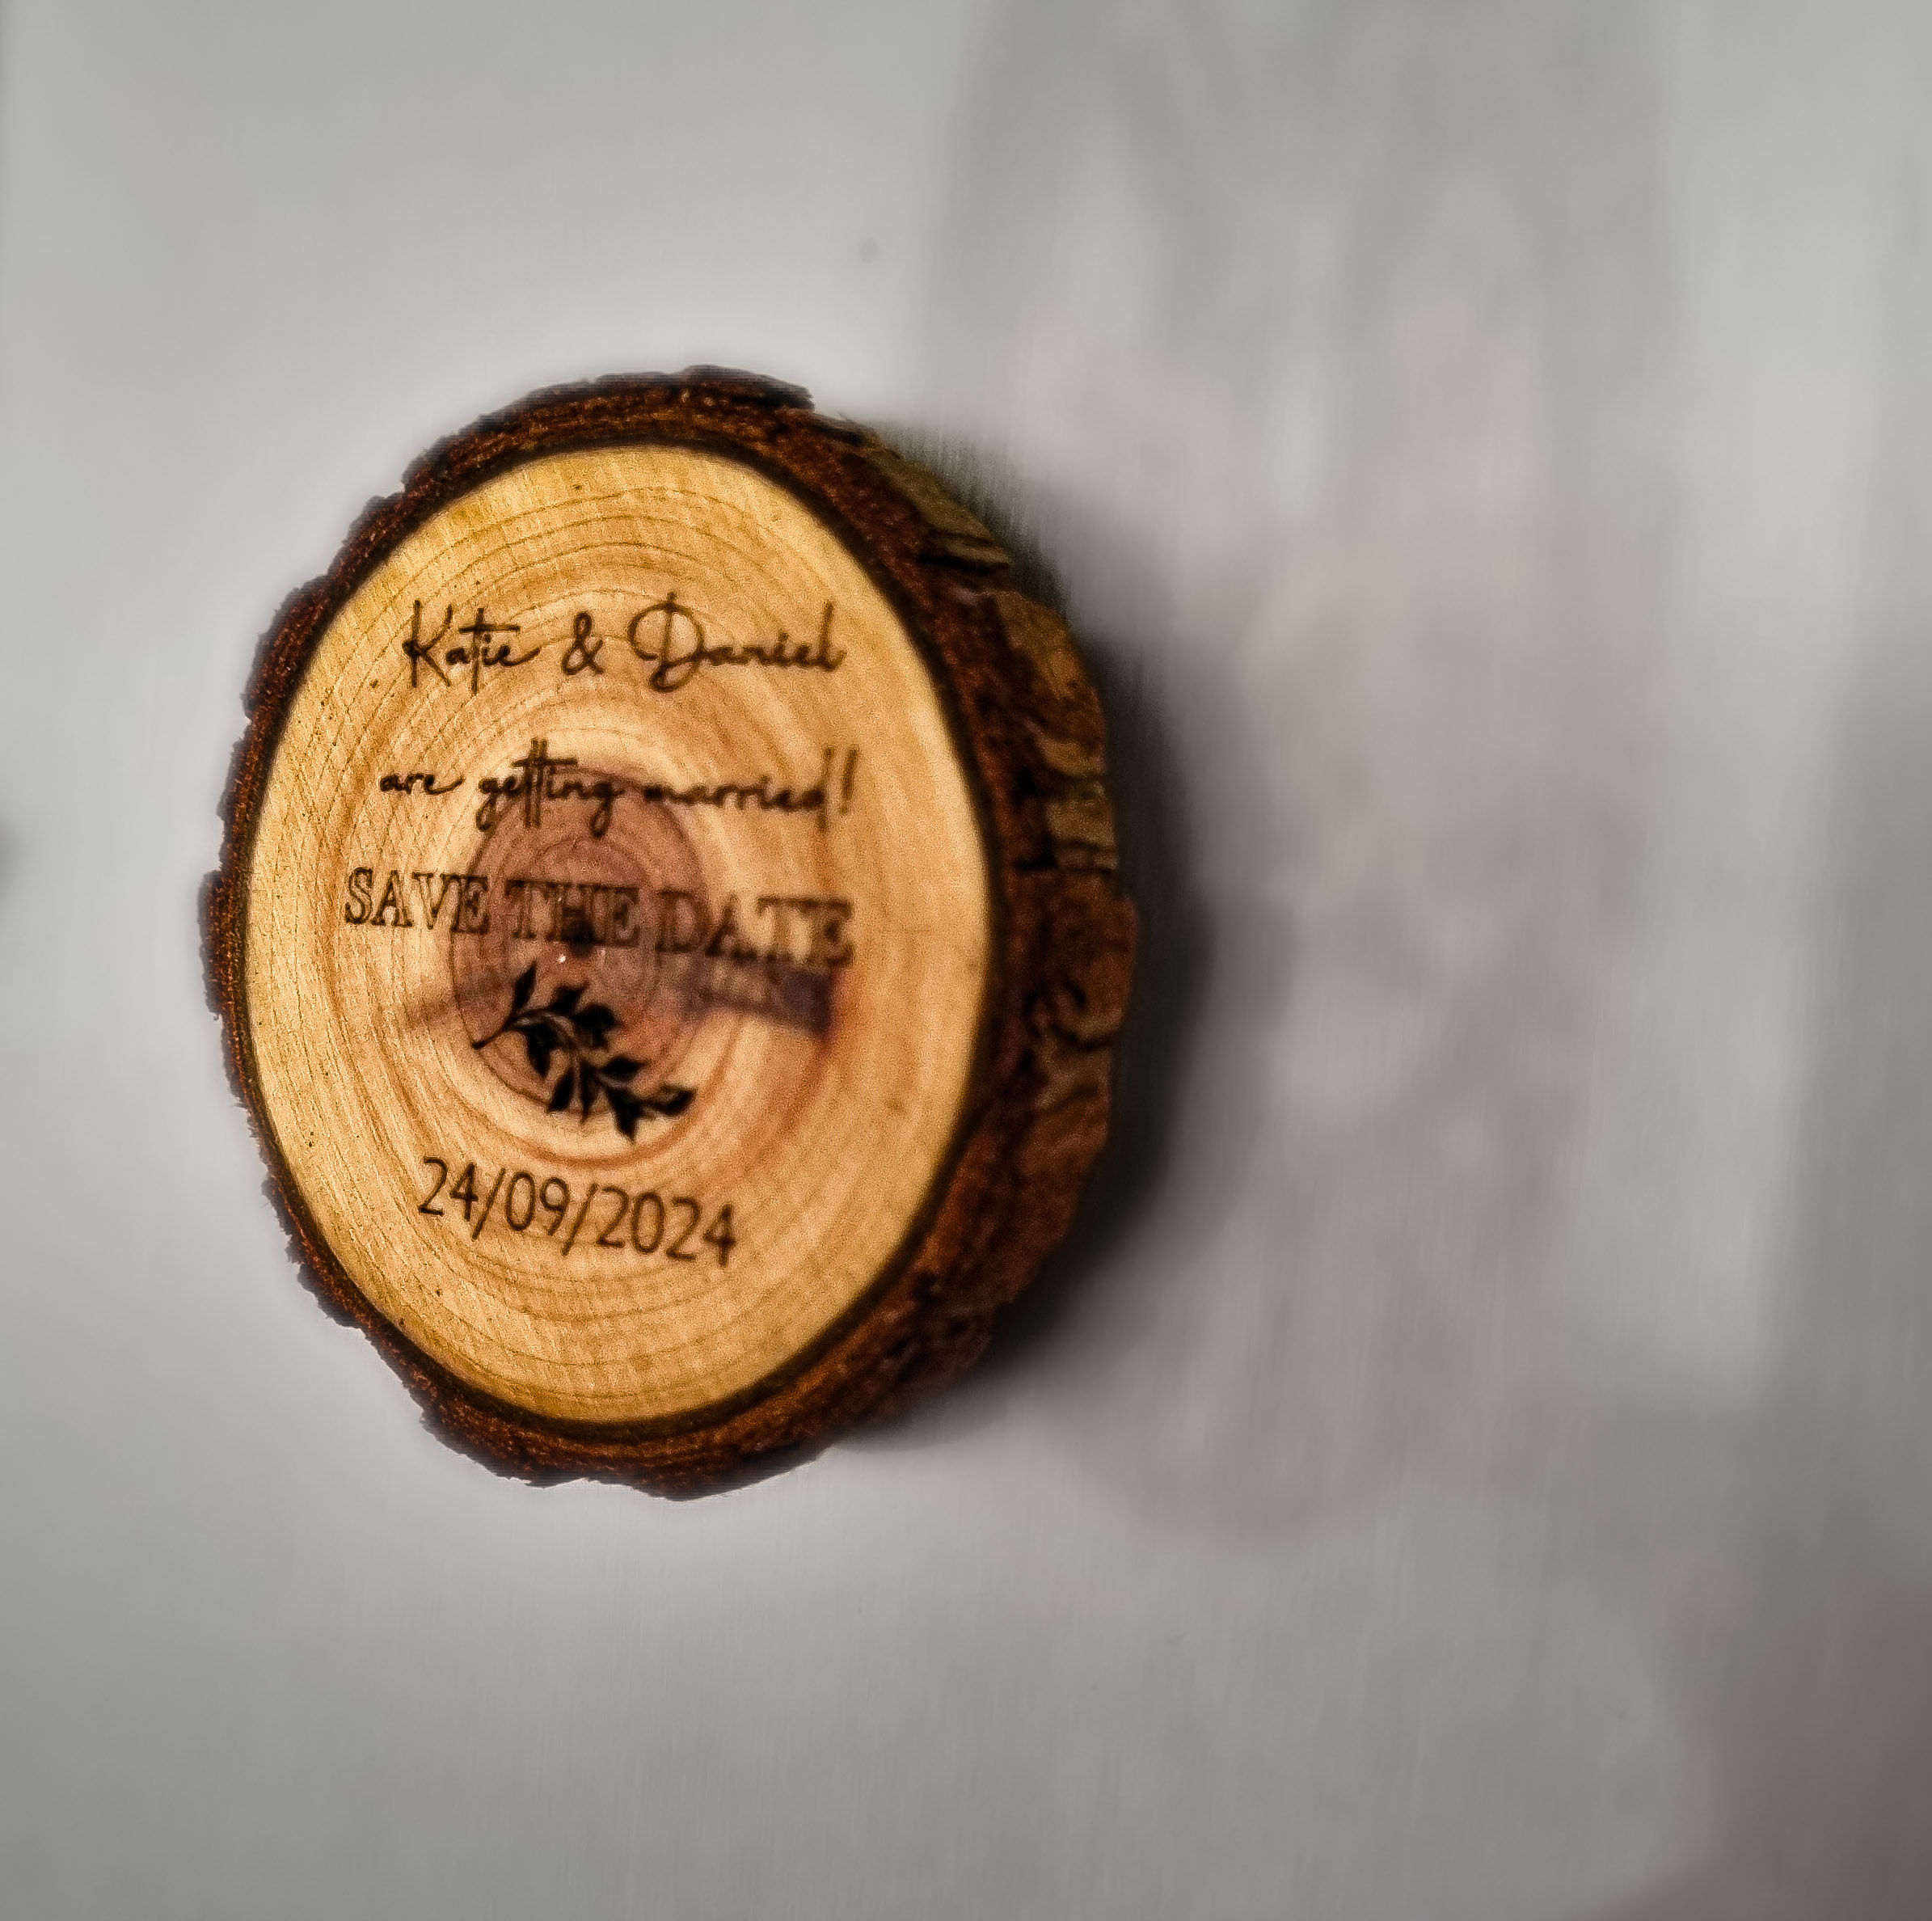 Katie & Daniel
are getting married!
SAVE THE DATE
24/09/2024